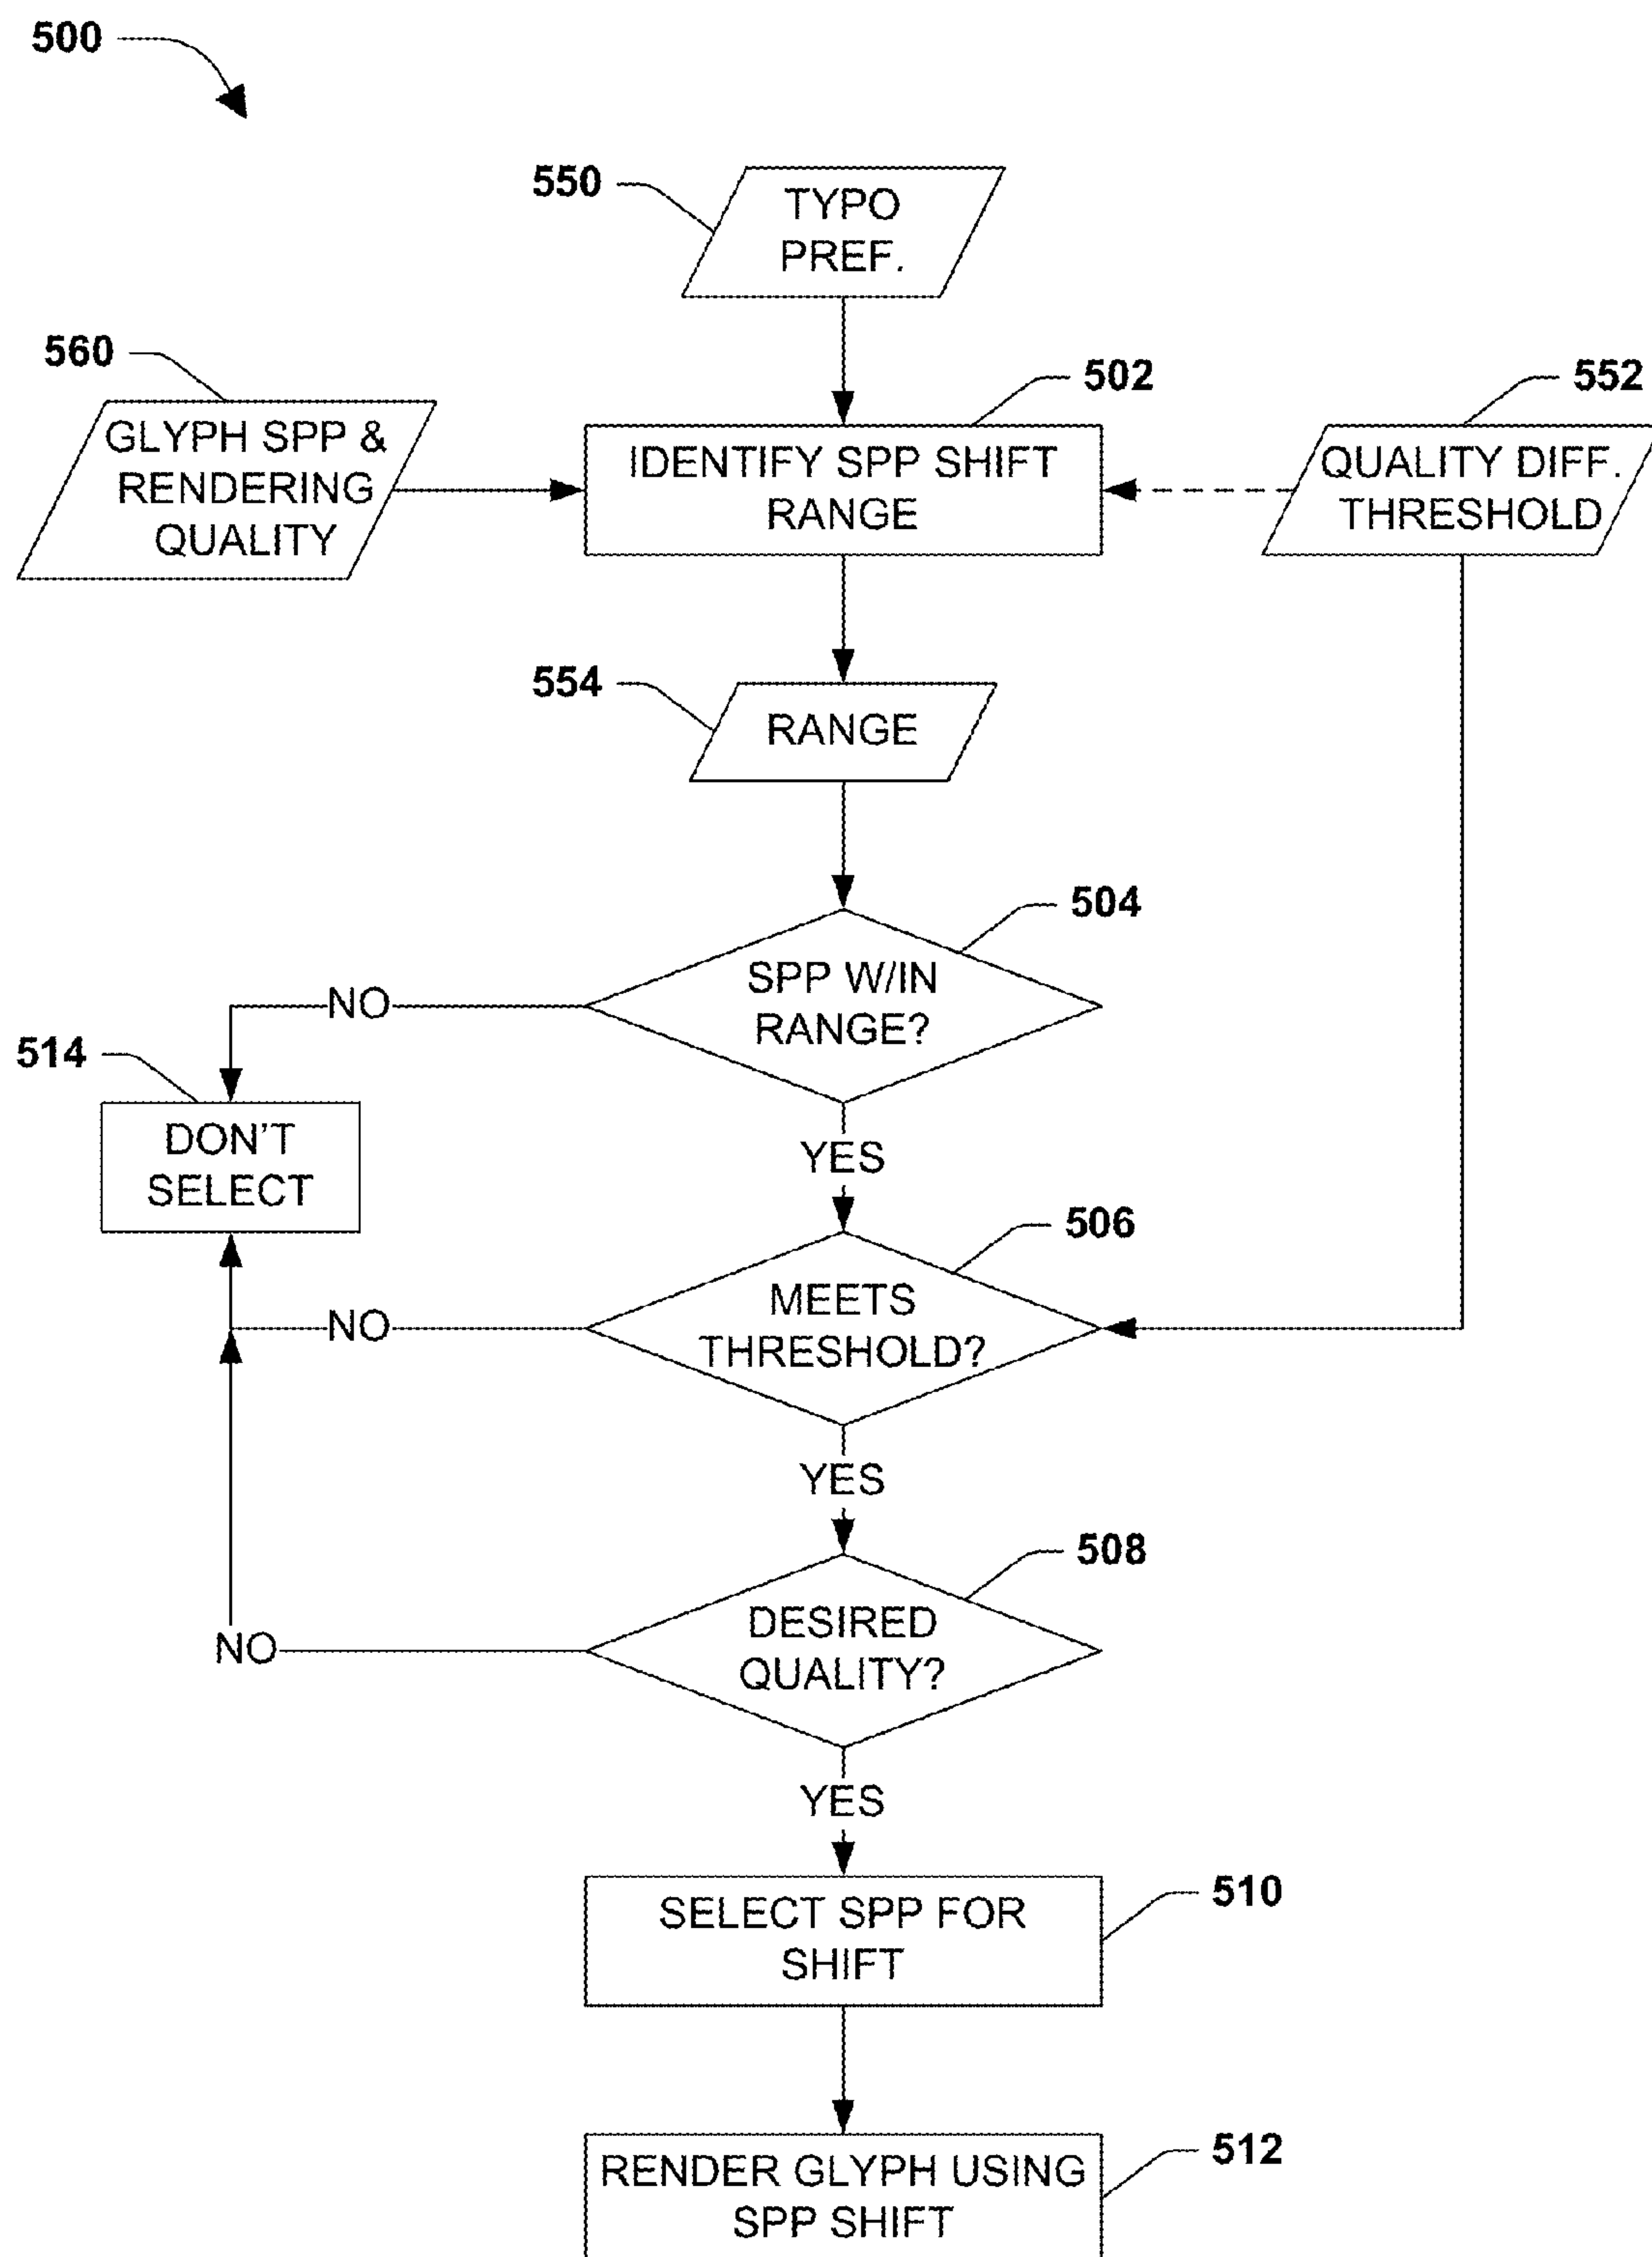 500
550
TYPO
PREF.
560
502
552
GLYPH SPP &
RENDERING
QUALITY
IDENTIFY SPP SHIFT
RANGE
QUALITY DIFF.
THRESHOLD
554
RANGE
504
SPP W/IN
RANGE?
NO
514
DON'T
SELECT
YES
506
MEETS
THRESHOLD?
NO
YES
508
DESIRED
QUALITY?
NO
YES
510
SELECT SPP FOR
SHIFT
512
RENDER GLYPH USING
SPP SHIFT